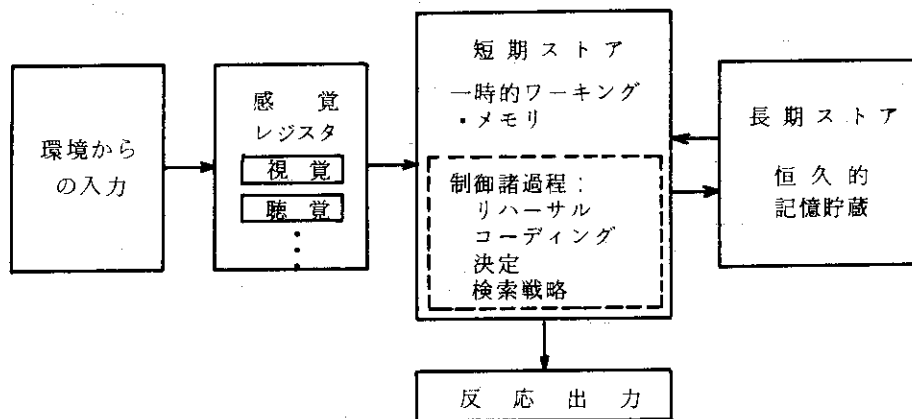 環境から
の入力
感覚
レジスタ
視覚
聴覚
短期ストア
一時的ワーキング
・メモリ
制御諸過程：
リハーサル
コーディング
決定
検索戦略
長期ストア
恒久的
記憶貯蔵
反応出力